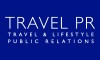 TRAVEL PR
TRAVEL & LIFESTYLE
PUBLIC RELATIONS